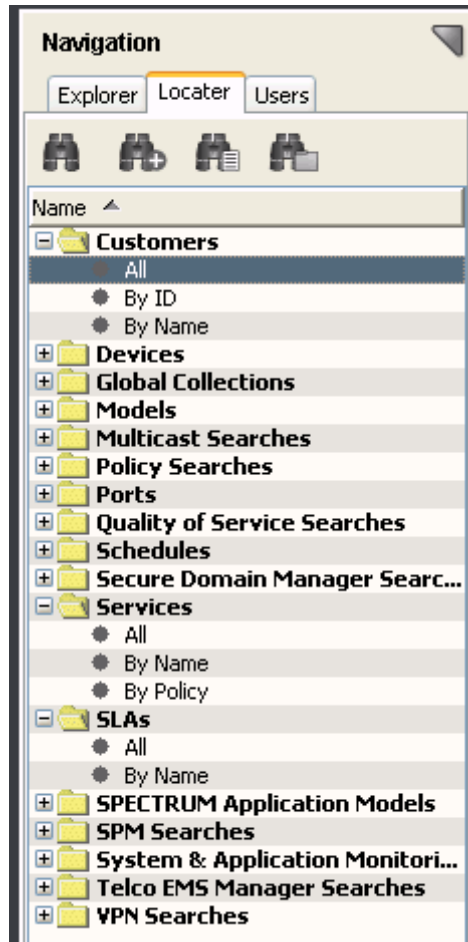 Navigation
Explorer Locater Users
Name
Customers
All
By ID
By Name
Devices
Global Collections
Models
Multicast Searches
Policy Searches
Ports
Quality of Service Searches
Schedules
Secure Domain Manager Searc...
Services
All
By Name
By Policy
SLAs
All
By Name
SPECTRUM Application Models
SPM Searches
System & Application Monitori...
Telco EMS Manager Searches
VPN Searches